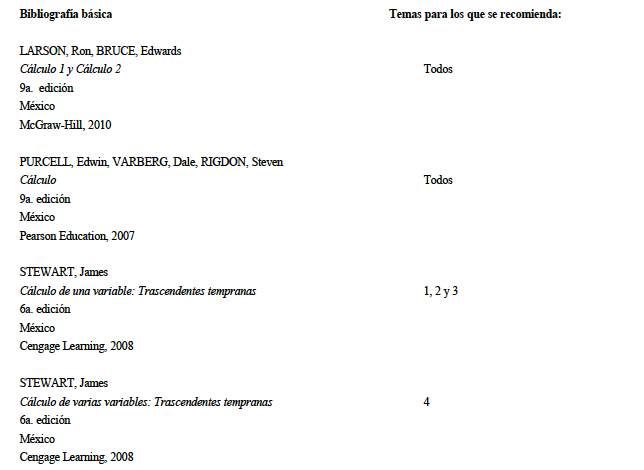 Bibliografía básica Temas para los que se recomienda:
LARSON, Ron, BRUCE, Edwards
Cálculo 1 y Cálculo 2 Todos
9a. edición
México
McGraw-Hill, 2010
PURCELL, Edwin, VARBERG, Dale, RIGDON, Steven
Cálculo Todos
9a. edición
México
Pearson Education, 2007
STEWART, James
Cálculo de una variable: Trascendentes tempranas 1, 2 y 3
6a. edición
México
Cengage Learning, 2008
STEWART, James
Cálculo de varias variables: Trascendentes tempranas 4
6a. edición
México
Cengage Learning, 2008